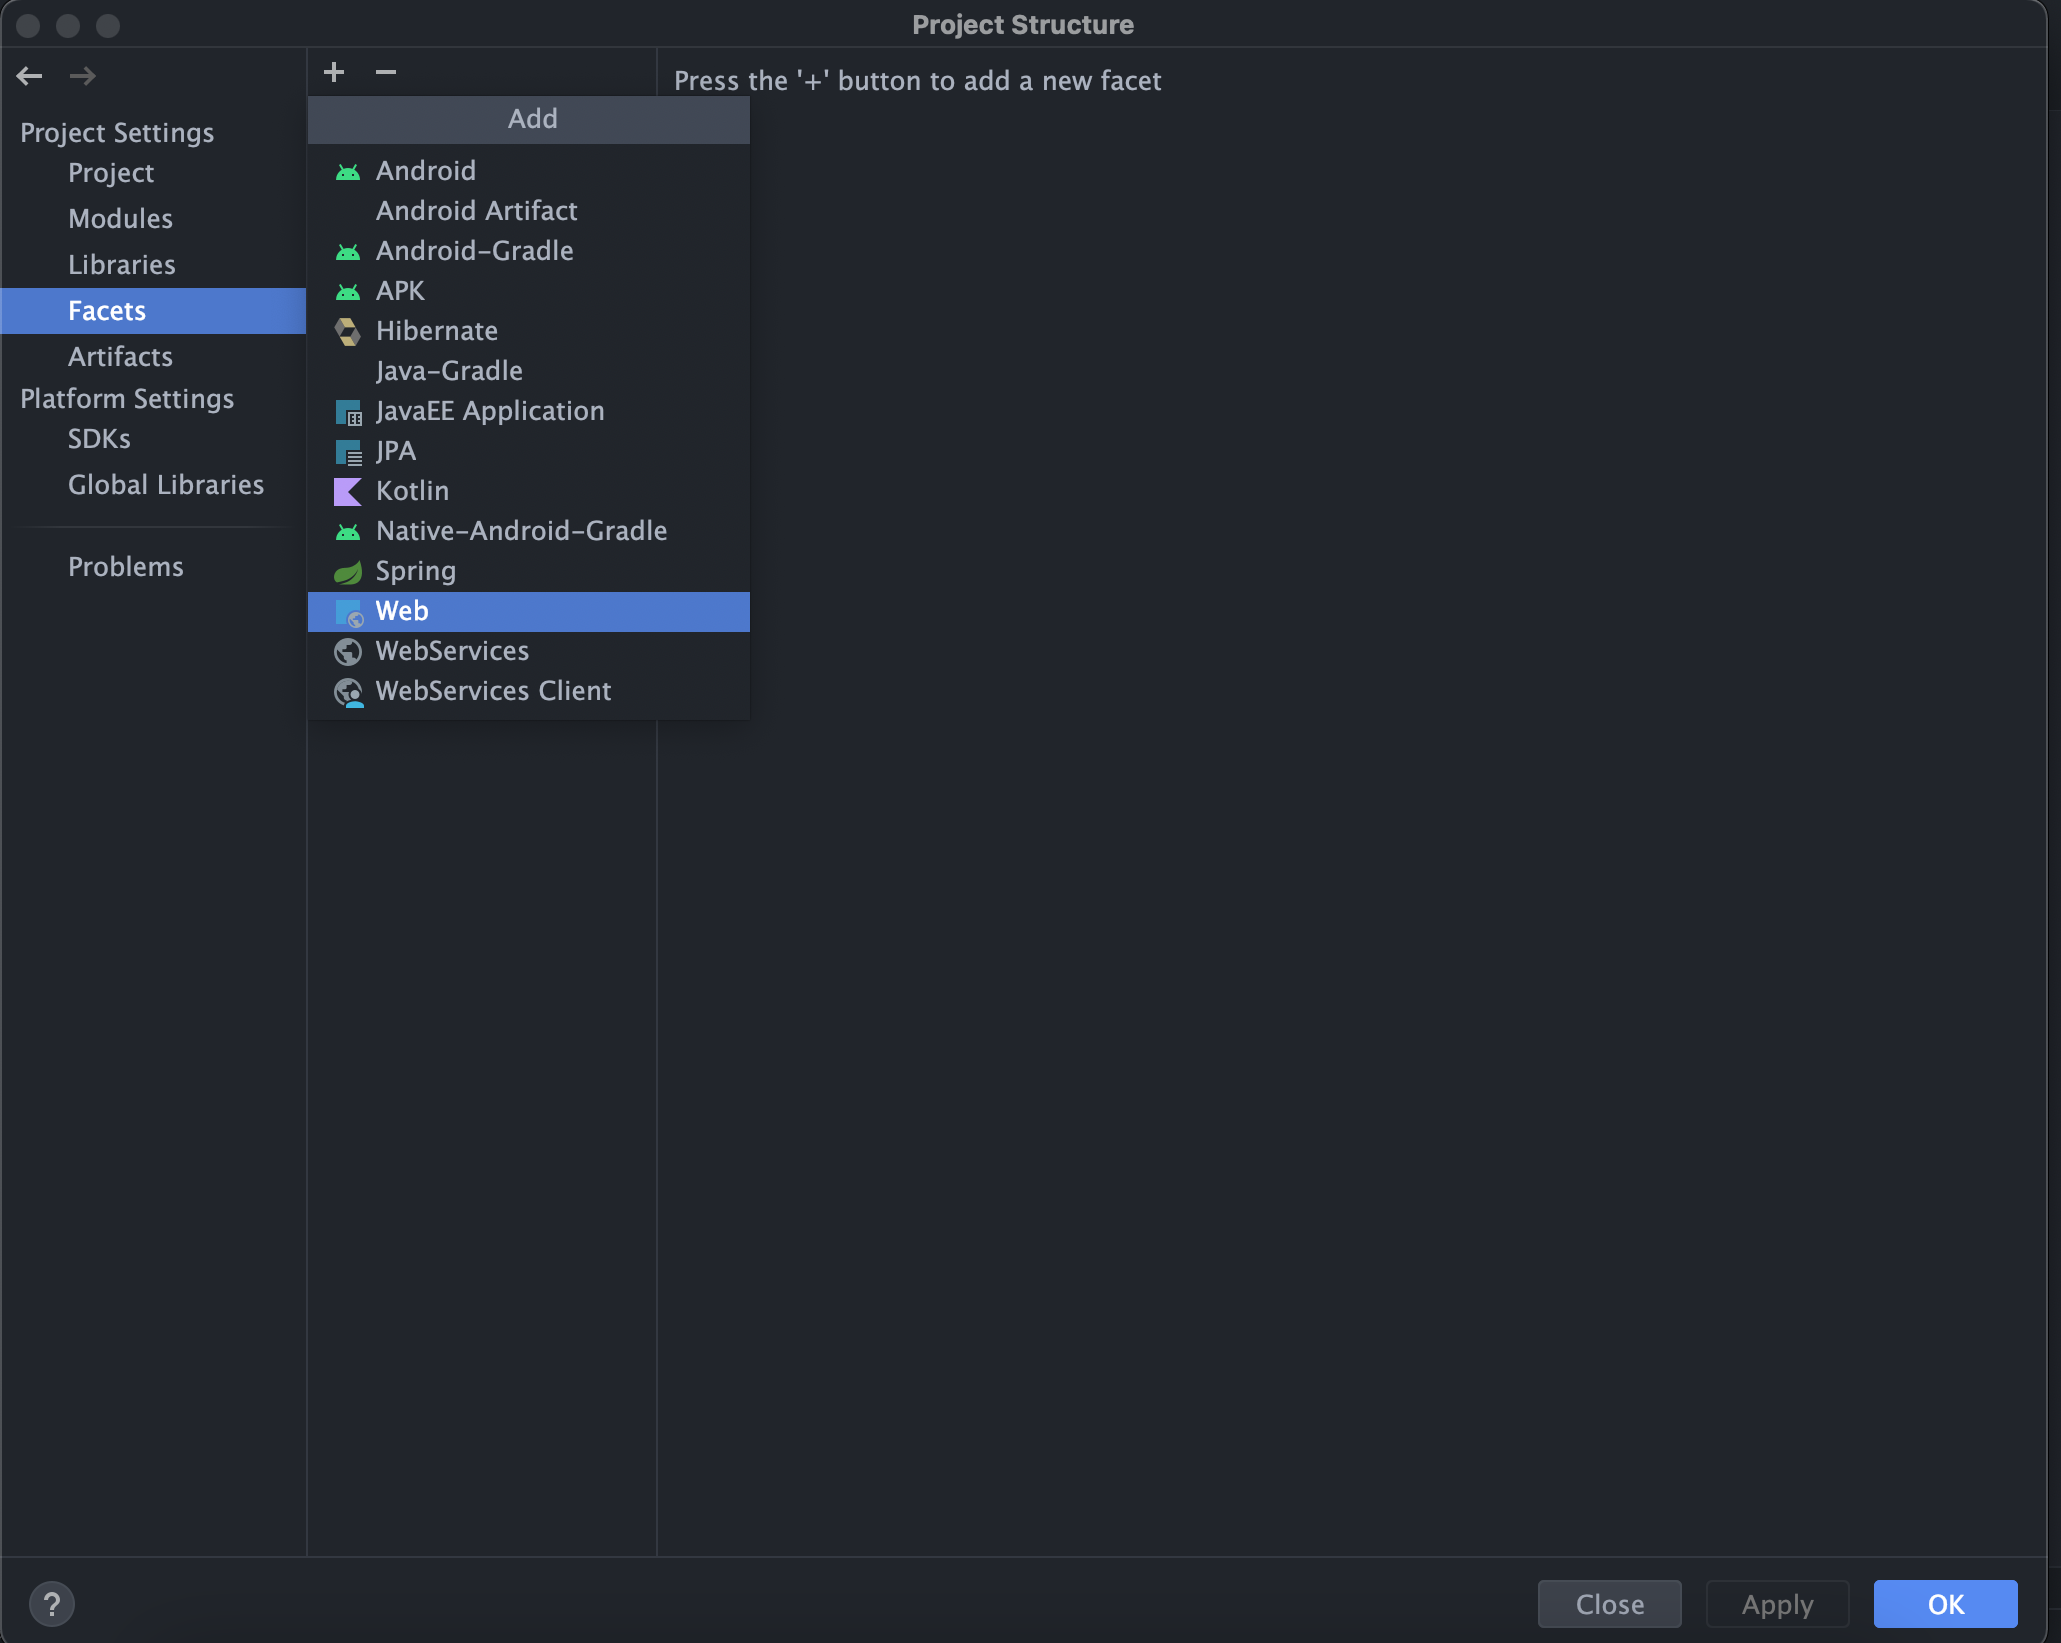 Project Structure
Project Settings
Project
Modules
Libraries
Facets
Artifacts
Platform Settings
SDKs
Global Libraries
Problems
Press the '+' button to add a new facet
Add
Android
Android Artifact
Android-Gradle
APK
Hibernate
Java-Gradle
JavaEE Application
JPA
Kotlin
Native-Android-Gradle
Spring
Web
WebServices
WebServices Client
?
Close
Apply
OK